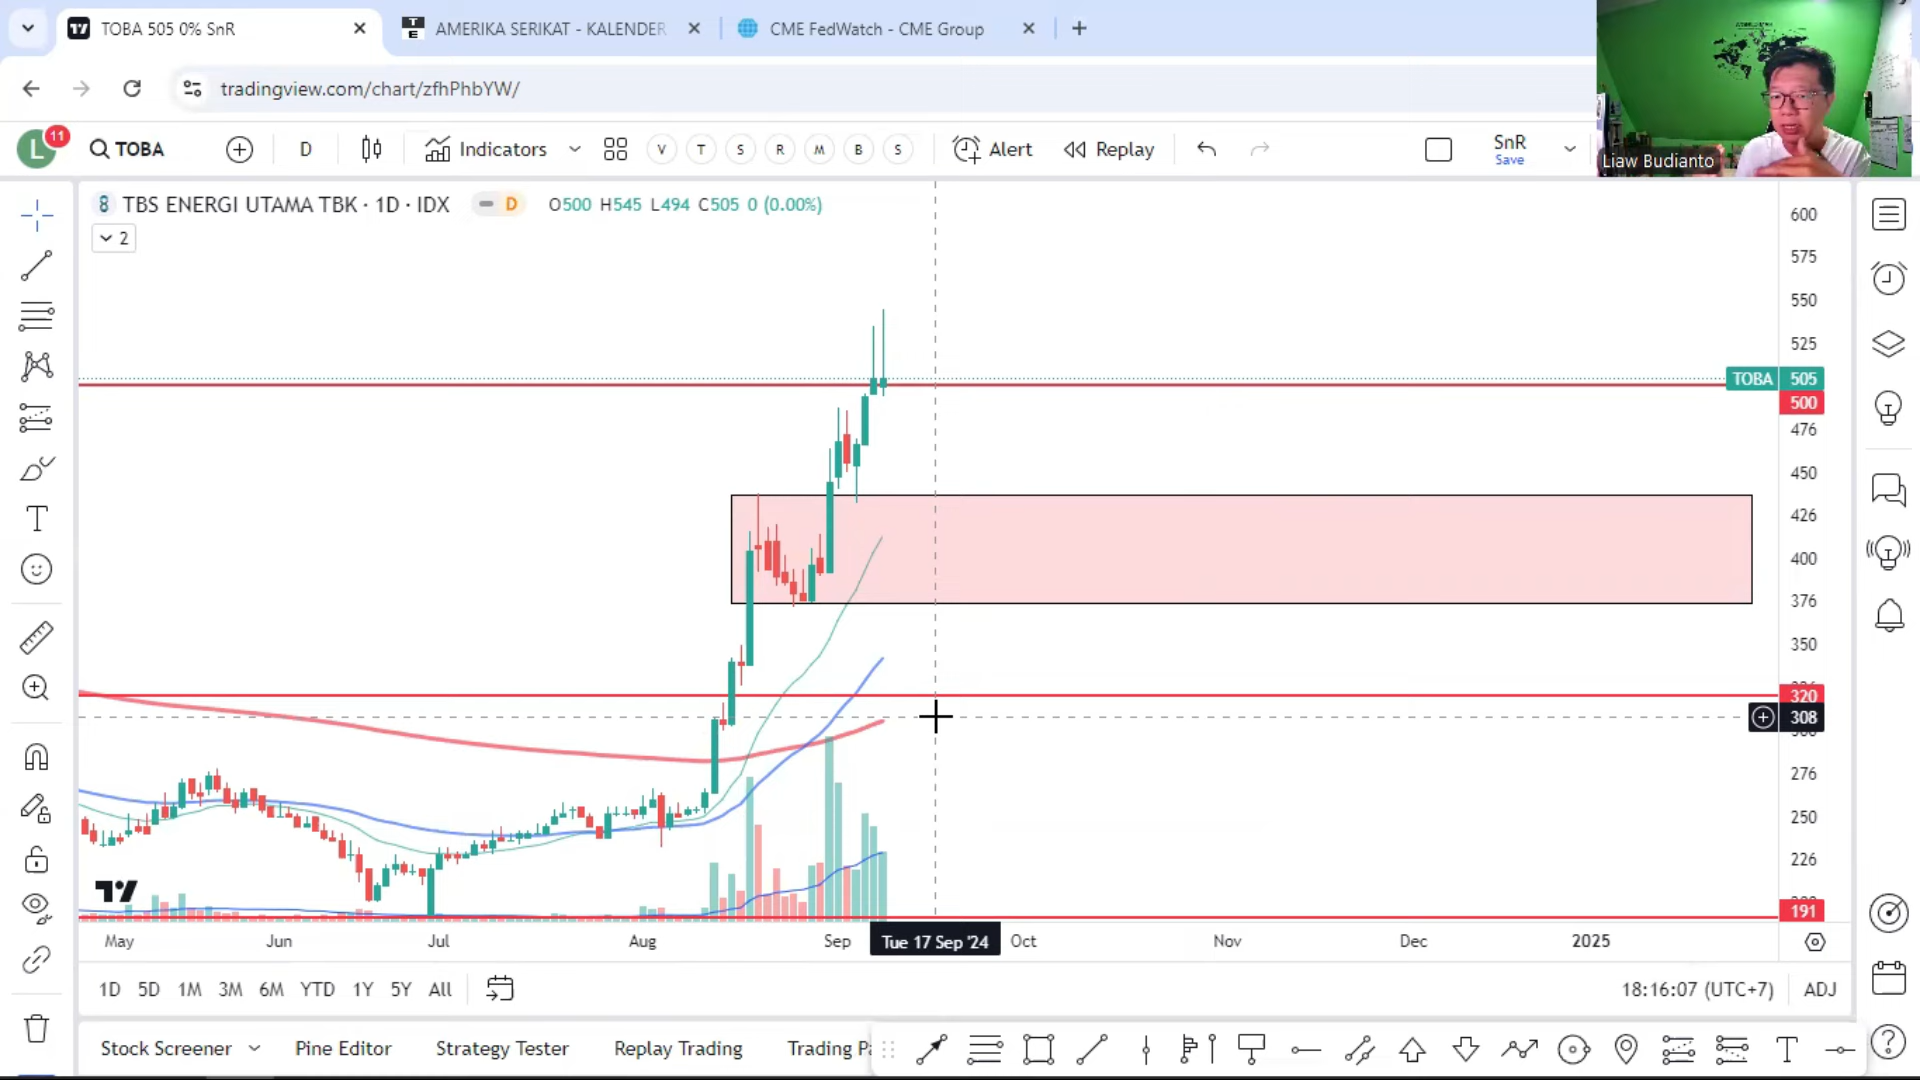 TOBA 505 0% SnR
AMERIKA SERIKAT - KALENDER
CME FedWatch - CME Group
tradingview.com/chart/zfhPhbYW/
L
11
TOBA
D
Indicators
V
T
S
R
M
B
S
Alert
Replay
SnR
Save
Liaw Budianto
8 TBS ENERGI UTAMA TBK · 1D · IDX
D
O500 H545 L494 C505 0 (0.00%)
2
600
575
550
525
TOBA 505
500
476
450
426
400
376
350
320
308
276
250
226
191
May
Jun
Jul
Aug
Sep
Tue 17 Sep '24
Oct
Nov
Dec
2025
1D
5D
1M
3M
6M
YTD
1Y
5Y
All
18:16:07 (UTC+7)
ADJ
Stock Screener
Pine Editor
Strategy Tester
Replay Trading
Trading